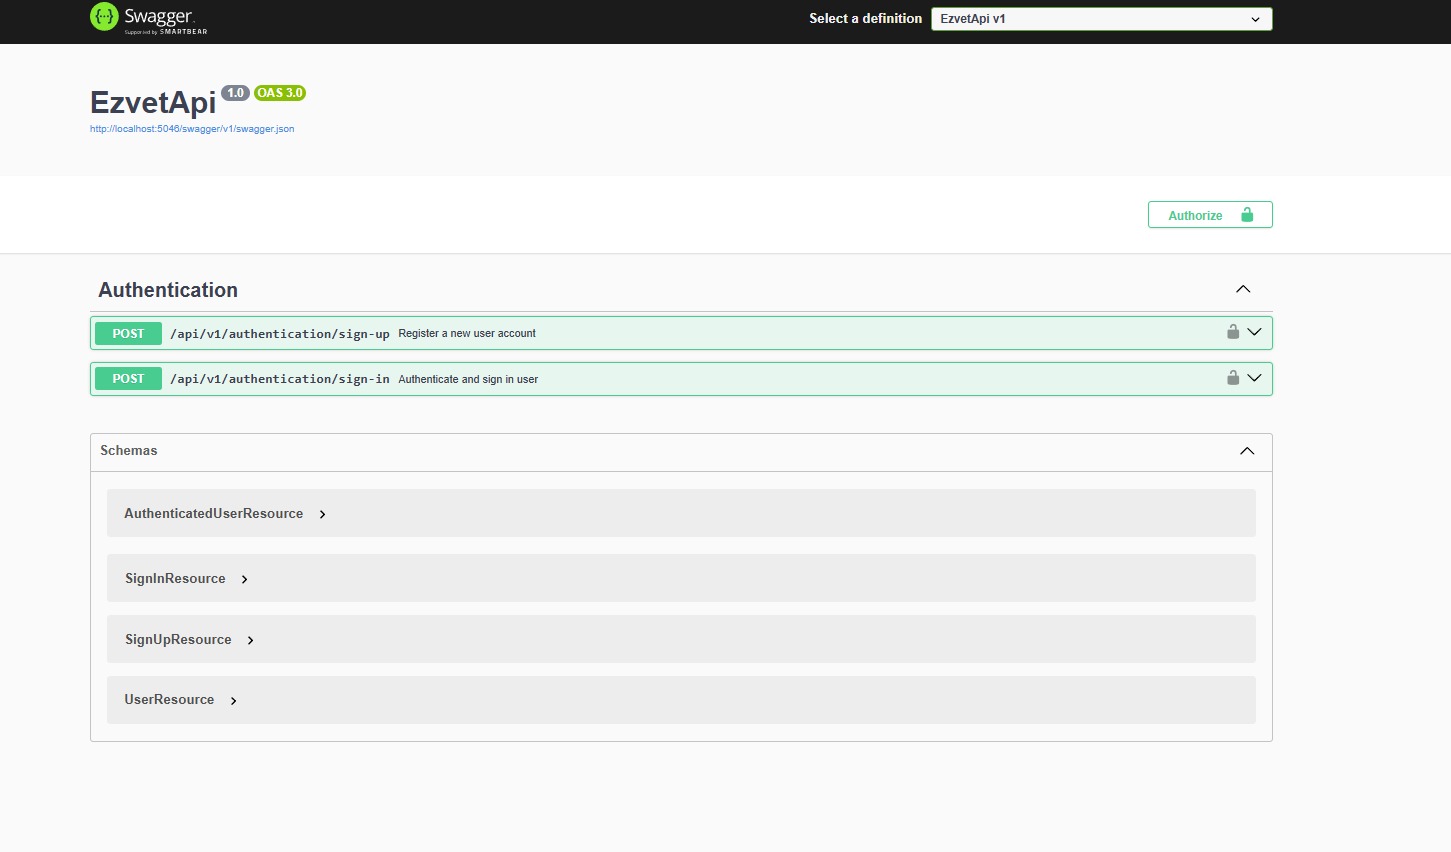 Swagger.
Supported by SMARTBEAR
Select a definition
EzvetApi v1
EzvetApi 1.0 OAS 3.0
http://localhost:5046/swagger/v1/swagger.json
Authorize
Authentication
POST /api/v1/authentication/sign-up Register a new user account
POST /api/v1/authentication/sign-in Authenticate and sign in user
Schemas
AuthenticatedUserResource
SignInResource
SignUpResource
UserResource